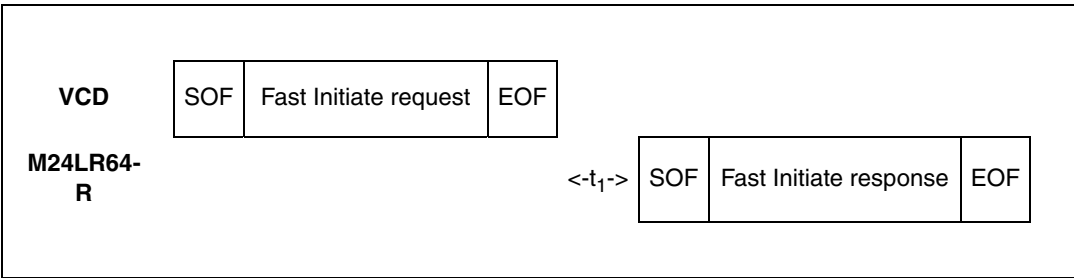 VCD SOF Fast Initiate request EOF
M24LR64-
R
<-t₁-> SOF Fast Initiate response EOF